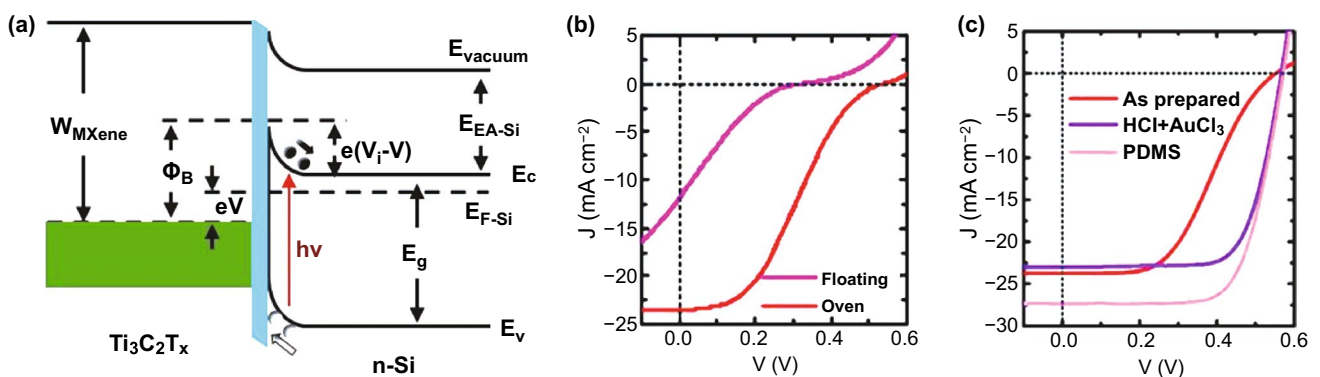 (a)
E_vacuum
W_MXene
E_EA-Si
Φ_B
e(V_i-V)
E_c
eV
E_F-Si
hν
E_g
E_v
Ti₃C₂Tₓ
n-Si
(b)
5
0
−5
−10
−15
−20
−25
J (mA cm⁻²)
Floating
Oven
0.0 0.2 0.4 0.6
V (V)
(c)
5
0
−5
−10
−15
−20
−25
−30
J (mA cm⁻²)
As prepared
HCl+AuCl₃
PDMS
0.0 0.2 0.4 0.6
V (V)